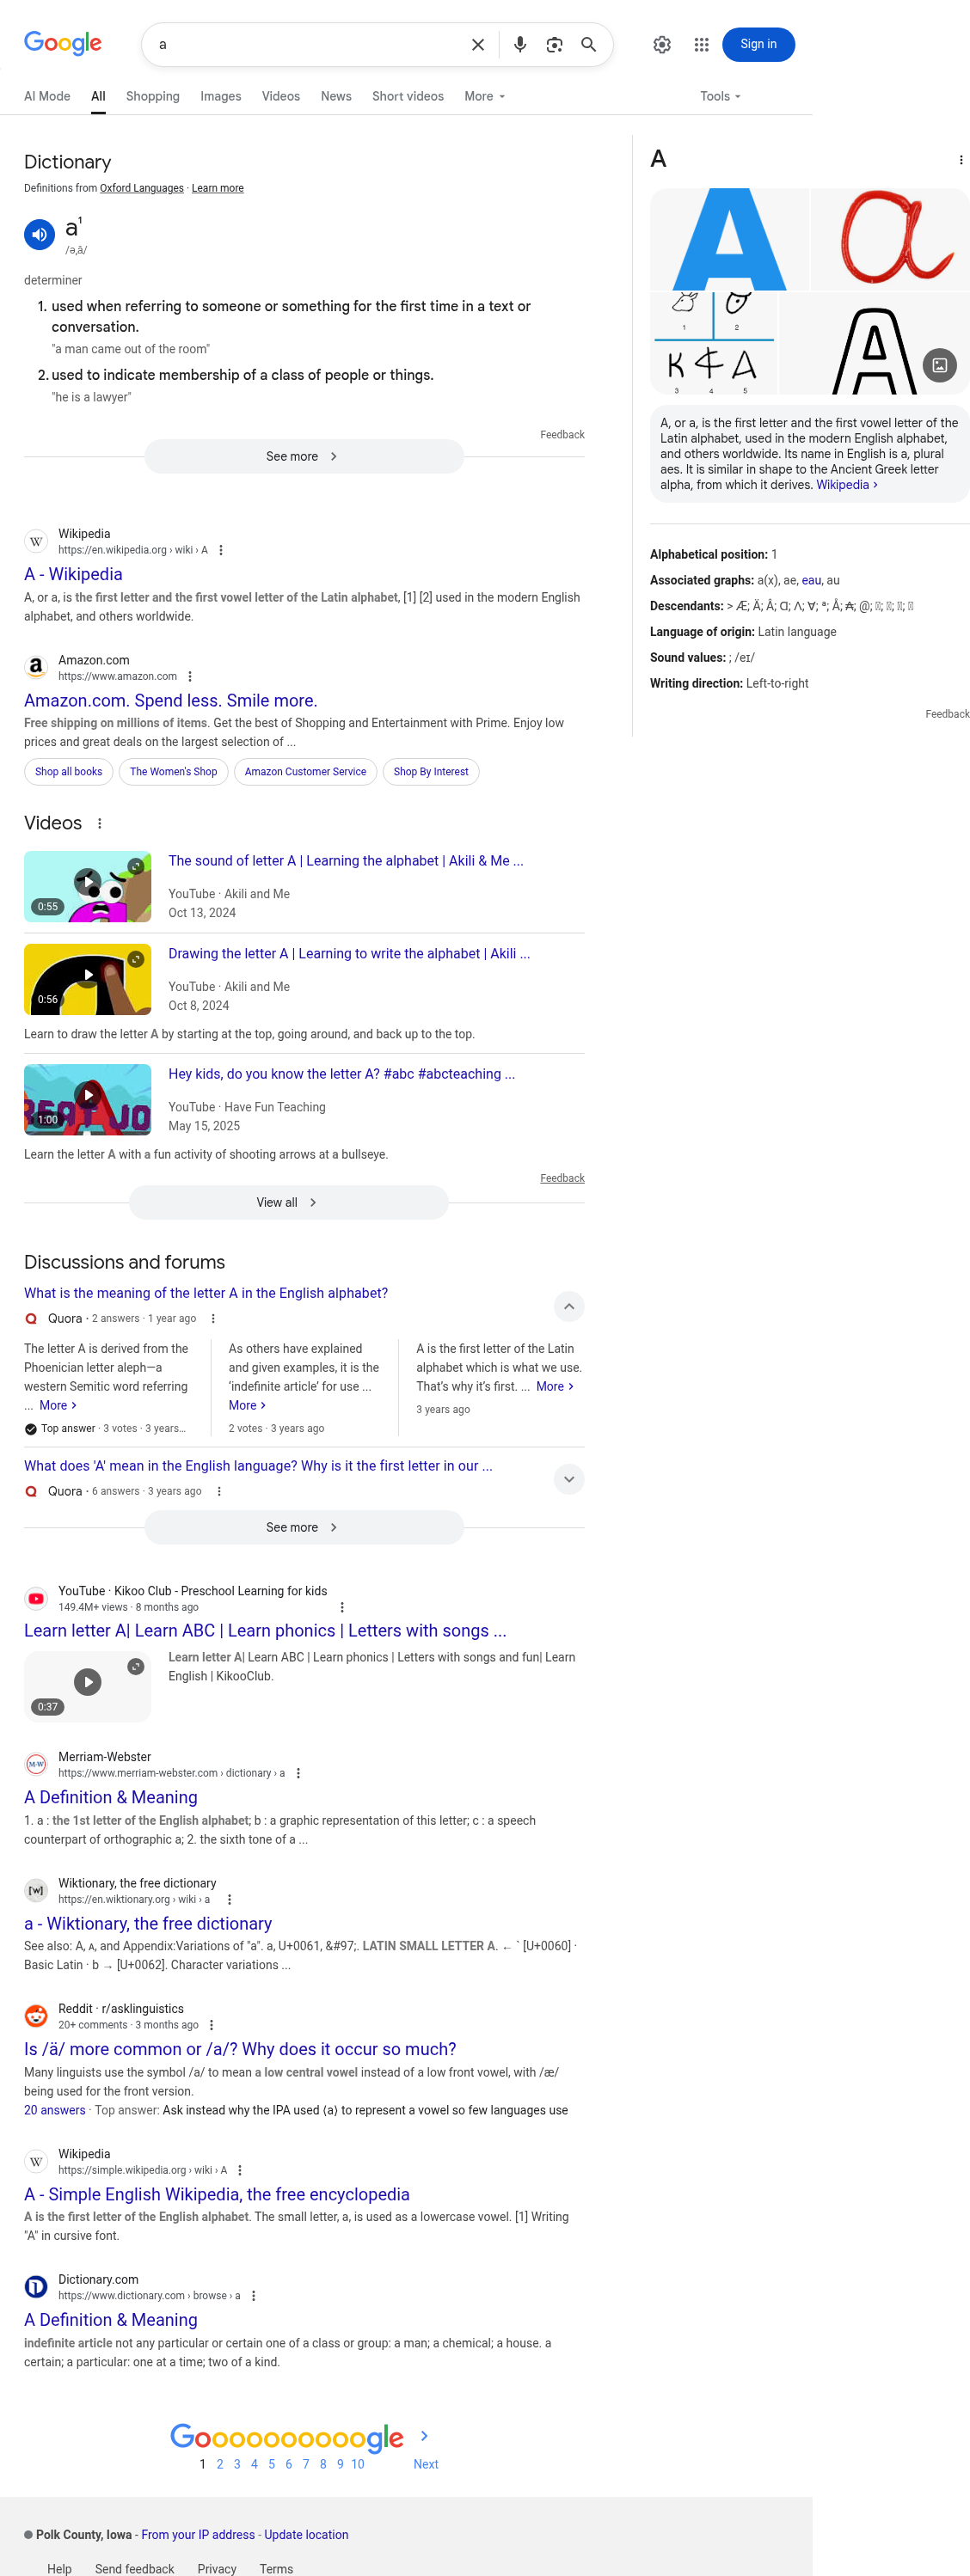 Google
a
Sign in
AI Mode All Shopping Images Videos News Short videos More Tools
Dictionary
Definitions from Oxford Languages · Learn more
a¹
/ə,ā/
determiner
1. used when referring to someone or something for the first time in a text or
conversation.
"a man came out of the room"
2. used to indicate membership of a class of people or things.
"he is a lawyer"
Feedback
See more
W
Wikipedia
https://en.wikipedia.org › wiki › A
A - Wikipedia
A, or a, is the first letter and the first vowel letter of the Latin alphabet, [1] [2] used in the modern English
alphabet, and others worldwide.
a
Amazon.com
https://www.amazon.com
Amazon.com. Spend less. Smile more.
Free shipping on millions of items. Get the best of Shopping and Entertainment with Prime. Enjoy low
prices and great deals on the largest selection of ...
Shop all books The Women's Shop Amazon Customer Service Shop By Interest
Videos
0:55
The sound of letter A | Learning the alphabet | Akili & Me ...
YouTube · Akili and Me
Oct 13, 2024
0:56
Drawing the letter A | Learning to write the alphabet | Akili ...
YouTube · Akili and Me
Oct 8, 2024
Learn to draw the letter A by starting at the top, going around, and back up to the top.
1:00
Hey kids, do you know the letter A? #abc #abcteaching ...
YouTube · Have Fun Teaching
May 15, 2025
Learn the letter A with a fun activity of shooting arrows at a bullseye.
Feedback
View all
Discussions and forums
What is the meaning of the letter A in the English alphabet?
Quora · 2 answers · 1 year ago
The letter A is derived from the
Phoenician letter aleph—a
western Semitic word referring
... More
Top answer · 3 votes · 3 years...
As others have explained
and given examples, it is the
'indefinite article' for use ...
More
2 votes · 3 years ago
A is the first letter of the Latin
alphabet which is what we use.
That's why it's first. ... More
3 years ago
What does 'A' mean in the English language? Why is it the first letter in our ...
Quora · 6 answers · 3 years ago
See more
YouTube · Kikoo Club - Preschool Learning for kids
149.4M+ views · 8 months ago
Learn letter A| Learn ABC | Learn phonics | Letters with songs ...
0:37
Learn letter A| Learn ABC | Learn phonics | Letters with songs and fun| Learn
English | KikooClub.
M-W
Merriam-Webster
https://www.merriam-webster.com › dictionary › a
A Definition & Meaning
1. a : the 1st letter of the English alphabet; b : a graphic representation of this letter; c : a speech
counterpart of orthographic a; 2. the sixth tone of a ...
[w]
Wiktionary, the free dictionary
https://en.wiktionary.org › wiki › a
a - Wiktionary, the free dictionary
See also: A, ᴀ, and Appendix:Variations of "a". a, U+0061, &#97;. LATIN SMALL LETTER A. ← ` [U+0060] ·
Basic Latin · b → [U+0062]. Character variations ...
Reddit · r/asklinguistics
20+ comments · 3 months ago
Is /ä/ more common or /a/? Why does it occur so much?
Many linguists use the symbol /a/ to mean a low central vowel instead of a low front vowel, with /æ/
being used for the front version.
20 answers · Top answer: Ask instead why the IPA used ⟨a⟩ to represent a vowel so few languages use
W
Wikipedia
https://simple.wikipedia.org › wiki › A
A - Simple English Wikipedia, the free encyclopedia
A is the first letter of the English alphabet. The small letter, a, is used as a lowercase vowel. [1] Writing
"A" in cursive font.
Dictionary.com
https://www.dictionary.com › browse › a
A Definition & Meaning
indefinite article not any particular or certain one of a class or group: a man; a chemical; a house. a
certain; a particular: one at a time; two of a kind.
Goooooooooogle
1 2 3 4 5 6 7 8 9 10 Next
Polk County, Iowa - From your IP address - Update location
Help Send feedback Privacy Terms
A
A a
1 2
A
3 4 5
A
A, or a, is the first letter and the first vowel letter of the
Latin alphabet, used in the modern English alphabet,
and others worldwide. Its name in English is a, plural
aes. It is similar in shape to the Ancient Greek letter
alpha, from which it derives. Wikipedia
Alphabetical position: 1
Associated graphs: a(x), ae, eau, au
Descendants: > Æ; Ä; Â; Ɑ; Λ; Ɐ; ª; Å; ₳; @;
Language of origin: Latin language
Sound values: ; /eɪ/
Writing direction: Left-to-right
Feedback